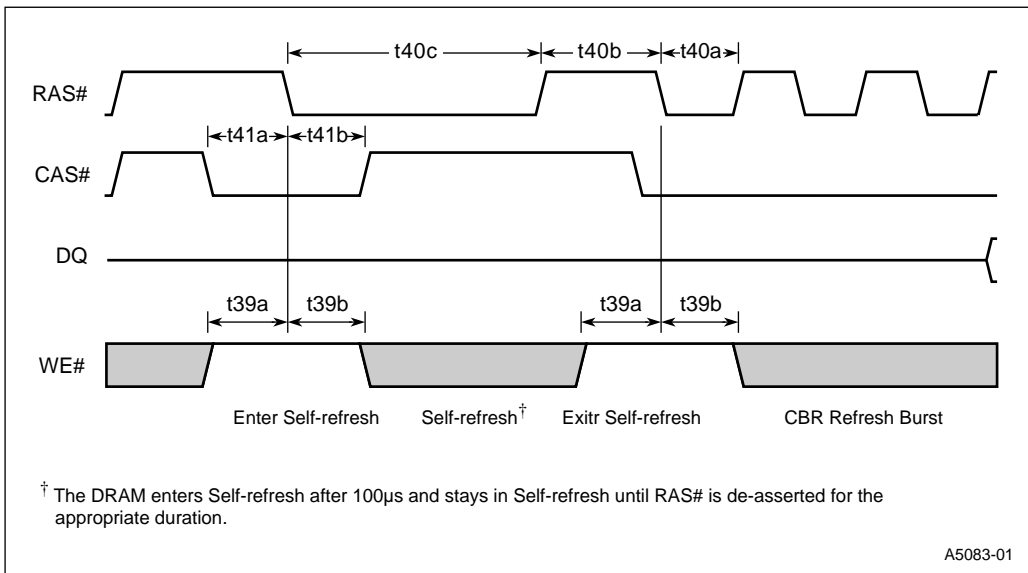 t40c t40b t40a
RAS#
t41a t41b
CAS#
DQ
t39a t39b t39a t39b
WE#
Enter Self-refresh Self-refresh† Exitr Self-refresh CBR Refresh Burst
† The DRAM enters Self-refresh after 100µs and stays in Self-refresh until RAS# is de-asserted for the
appropriate duration.
A5083-01